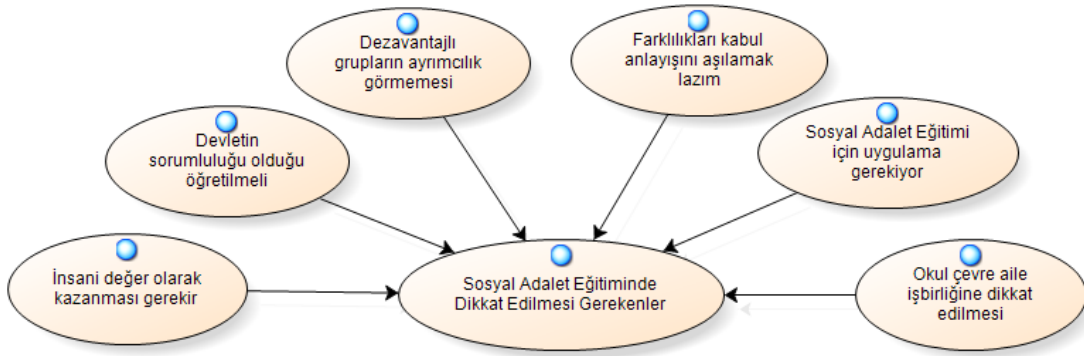 Dezavantajlı
grupların ayrımcılık
görmemesi
Farklılıkları kabul
anlayışını aşılamak
lazım
Devletin
sorumluluğu olduğu
öğretilmeli
Sosyal Adalet Eğitimi
için uygulama
gerekiyor
İnsani değer olarak
kazanması gerekir
Sosyal Adalet Eğitiminde
Dikkat Edilmesi Gerekenler
Okul çevre aile
işbirliğine dikkat
edilmesi